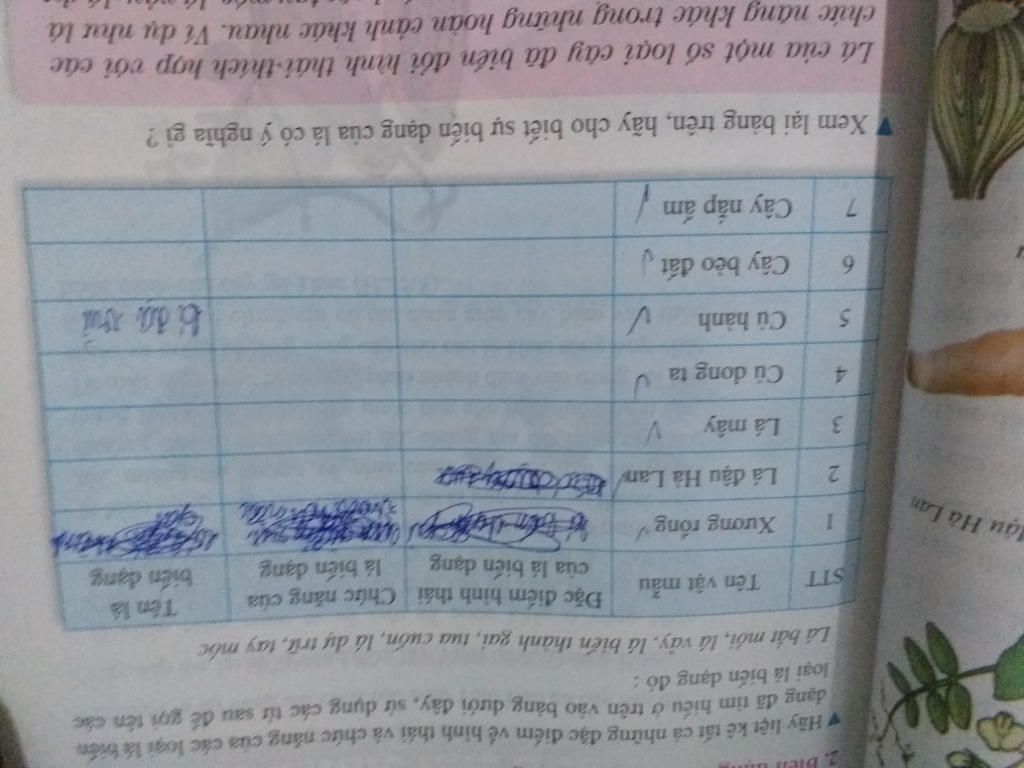 2. Biến dạng
▼ Hãy liệt kê tất cả những đặc điểm về hình thái và chức năng của các loại lá biến
dạng đã tìm hiểu ở trên vào bảng dưới đây, sử dụng các từ sau để gọi tên các
loại lá biến dạng đó :
Lá bắt mồi, lá vảy, lá biến thành gai, tua cuốn, lá dự trữ, tay móc
STT Tên vật mẫu Đặc điểm hình thái của lá biến dạng Chức năng của lá biến dạng Tên lá biến dạng
1 Xương rồng
2 Lá đậu Hà Lan
3 Lá mây
4 Củ dong ta
5 Củ hành
6 Cây bèo đất
7 Cây nắp ấm
▼ Xem lại bảng trên, hãy cho biết sự biến dạng của lá có ý nghĩa gì ?
Lá của một số loại cây đã biến đổi hình thái thích hợp với các
chức năng khác trong những hoàn cảnh khác nhau. Ví dụ như lá
đậu Hà Lan